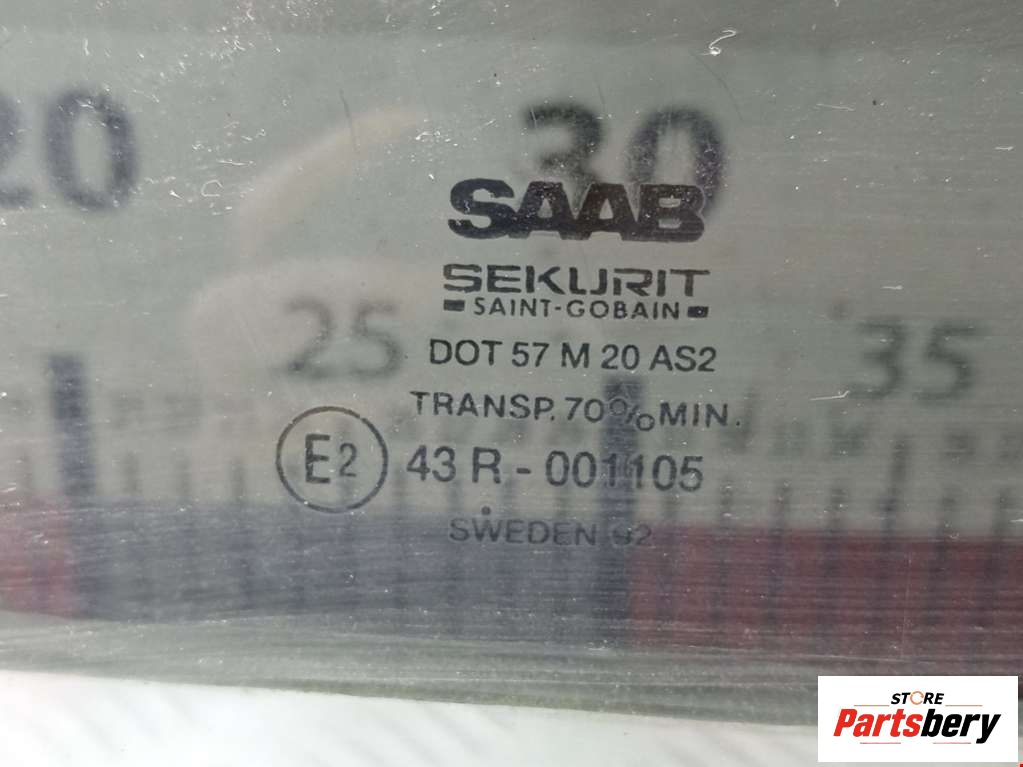 20
30
SAAB
SEKURIT
SAINT-GOBAIN
25
35
DOT 57 M 20 AS2
TRANSP. 70% MIN.
E2 43 R - 001105
SWEDEN 92
STORE
Partsbery